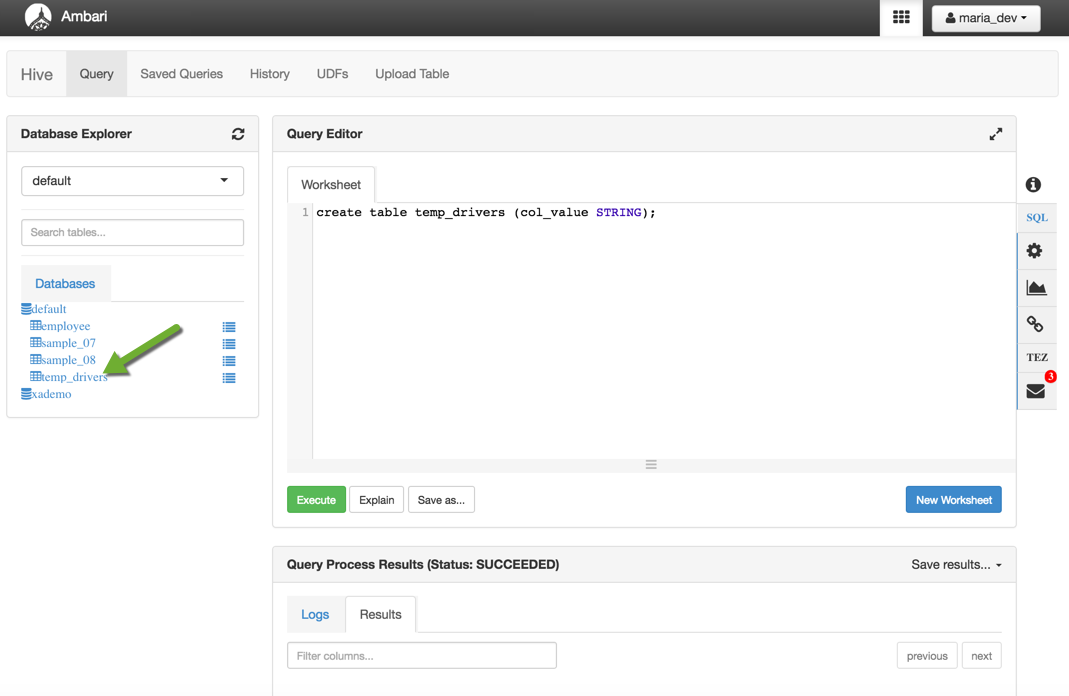 Ambari
maria_dev
Hive Query Saved Queries History UDFs Upload Table
Database Explorer
default
Search tables...
Databases
default
employee
sample_07
sample_08
temp_drivers
xademo
Query Editor
Worksheet
1 create table temp_drivers (col_value STRING);
Execute Explain Save as... New Worksheet
SQL
TEZ
3
Query Process Results (Status: SUCCEEDED) Save results...
Logs Results
Filter columns... previous next